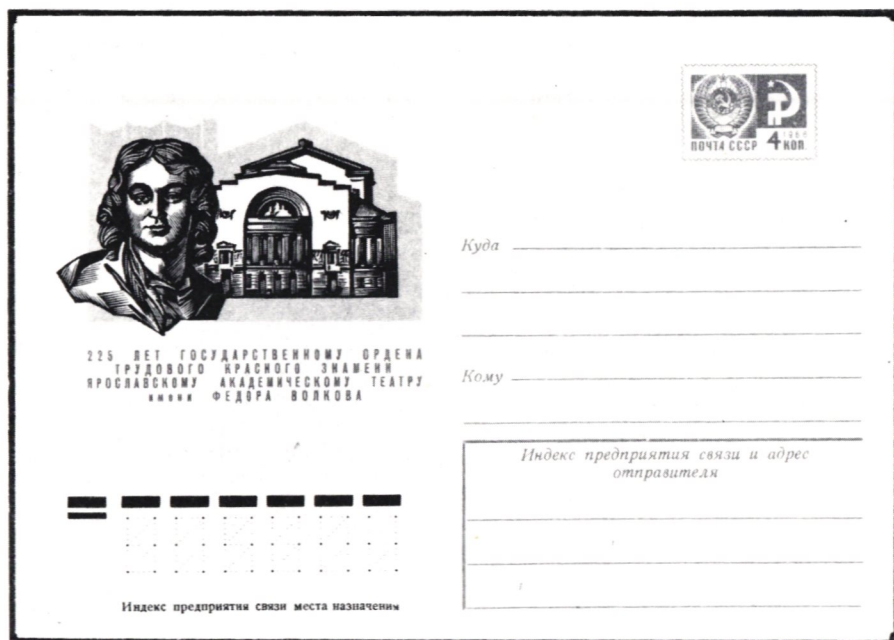 ПОЧТА СССР 4 КОП.
1966
225 ЛЕТ ГОСУДАРСТВЕННОМУ ОРДЕНА
ТРУДОВОГО КРАСНОГО ЗНАМЕНИ
ЯРОСЛАВСКОМУ АКАДЕМИЧЕСКОМУ ТЕАТРУ
имени ФЕДОРА ВОЛКОВА
Куда
Кому
Индекс предприятия связи и адрес
отправителя
Индекс предприятия связи места назначения